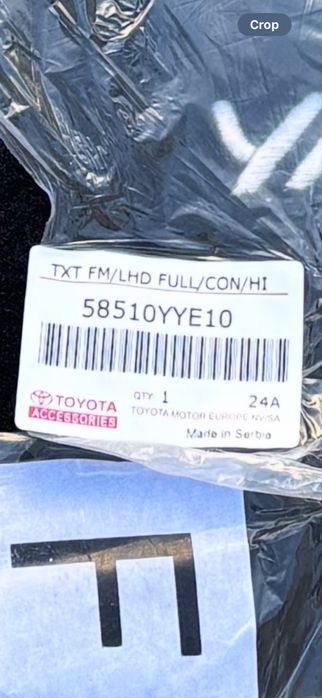 Crop
TXT FM/LHD FULL/CON/HI
58510YYE10
TOYOTA
ACCESSORIES
QTY 1
24A
TOYOTA MOTOR EUROPE NV/SA
Made in Serbia
F